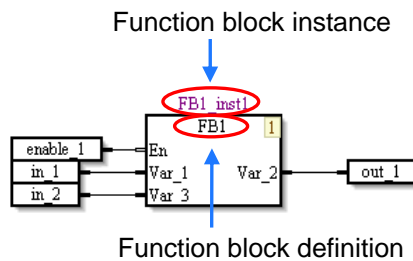 Function block instance
FB1_inst1
FB1
1
enable_1
En
in_1
Var_1
Var_2
out_1
in_2
Var_3
Function block definition